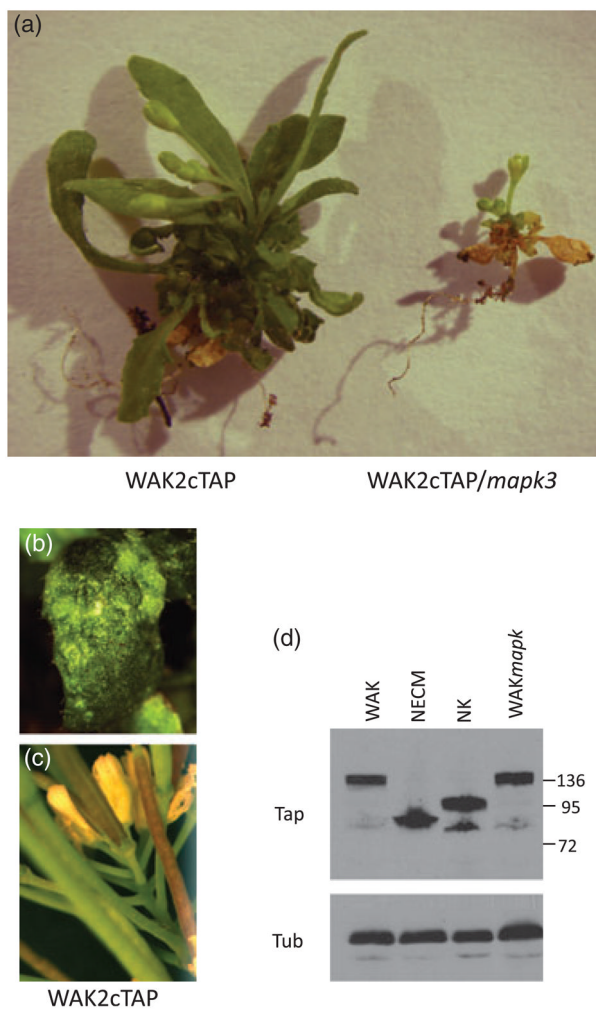 (a)
WAK2cTAP
WAK2cTAP/mapk3
(b)
(c)
WAK2cTAP
(d)
WAK
NECM
NK
WAKmapk
Tap
136
95
72
Tub